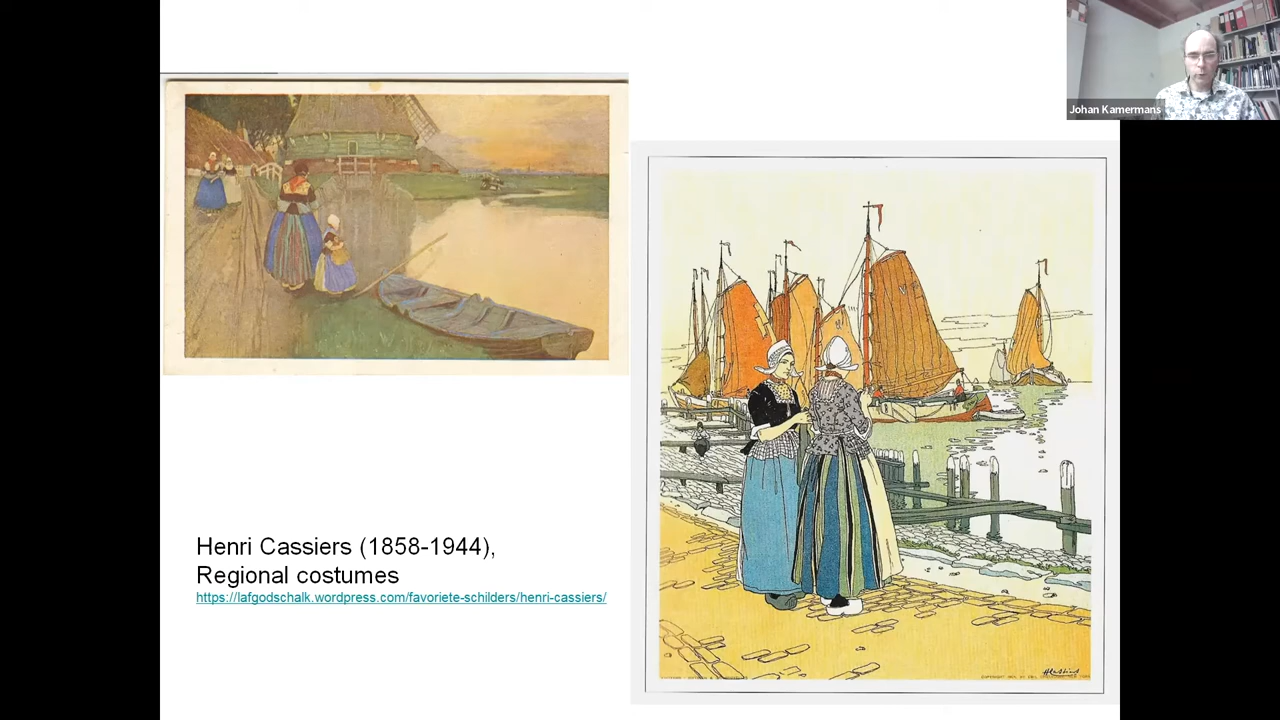 Johan Kamermans
Henri Cassiers (1858-1944),
Regional costumes
https://lafgodschalk.wordpress.com/favoriete-schilders/henri-cassiers/